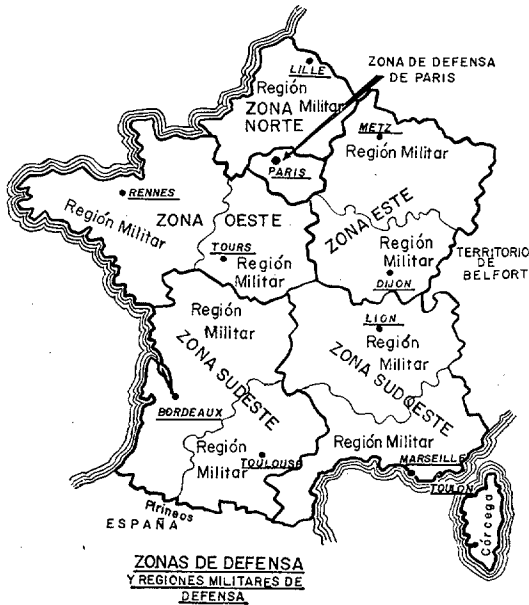 ZONA DE DEFENSA
DE PARIS
LILLE
Región
ZONA Militar
NORTE
METZ
Región Militar
PARIS
RENNES
Región Militar
ZONA OESTE
TOURS
Región
Militar
ZONA ESTE
Región
Militar
DIJON
TERRITORIO
DE
BELFORT
Región
Militar
ZONA SUDESTE
BORDEAUX
Región
Militar
TOULOUSE
LION
Región
Militar
ZONA SUDOESTE
Región Militar
MARSEILLE
TOULON
Córcega
Pirineos
ESPAÑA
ZONAS DE DEFENSA
Y REGIONES MILITARES DE
DEFENSA